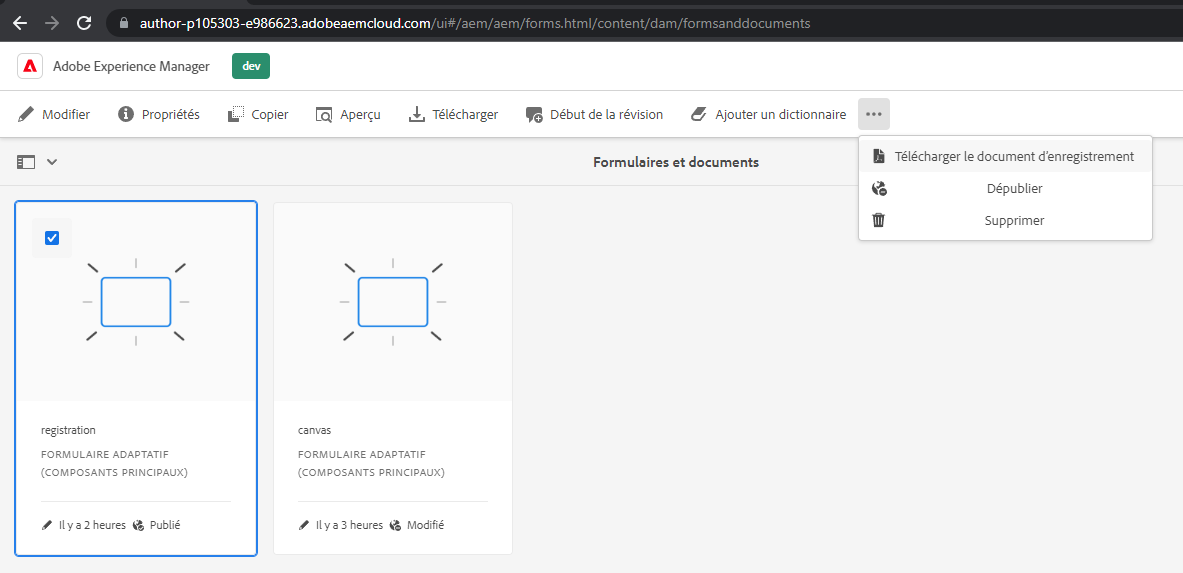 author-p105303-e986623.adobeaemcloud.com/ui#/aem/aem/forms.html/content/dam/formsanddocuments
Adobe Experience Manager dev
Modifier Propriétés Copier Aperçu Télécharger Début de la révision Ajouter un dictionnaire
Formulaires et documents
Télécharger le document d'enregistrement
Dépublier
Supprimer
registration
FORMULAIRE ADAPTATIF
(COMPOSANTS PRINCIPAUX)
Il y a 2 heures Publié
canvas
FORMULAIRE ADAPTATIF
(COMPOSANTS PRINCIPAUX)
Il y a 3 heures Modifié